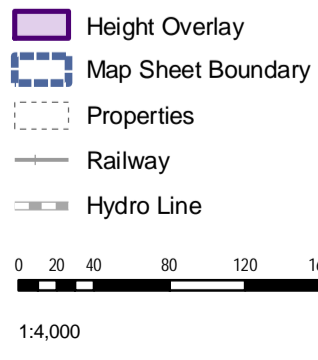 Height Overlay
Map Sheet Boundary
Properties
Railway
Hydro Line
0 20 40 80 120
1:4,000